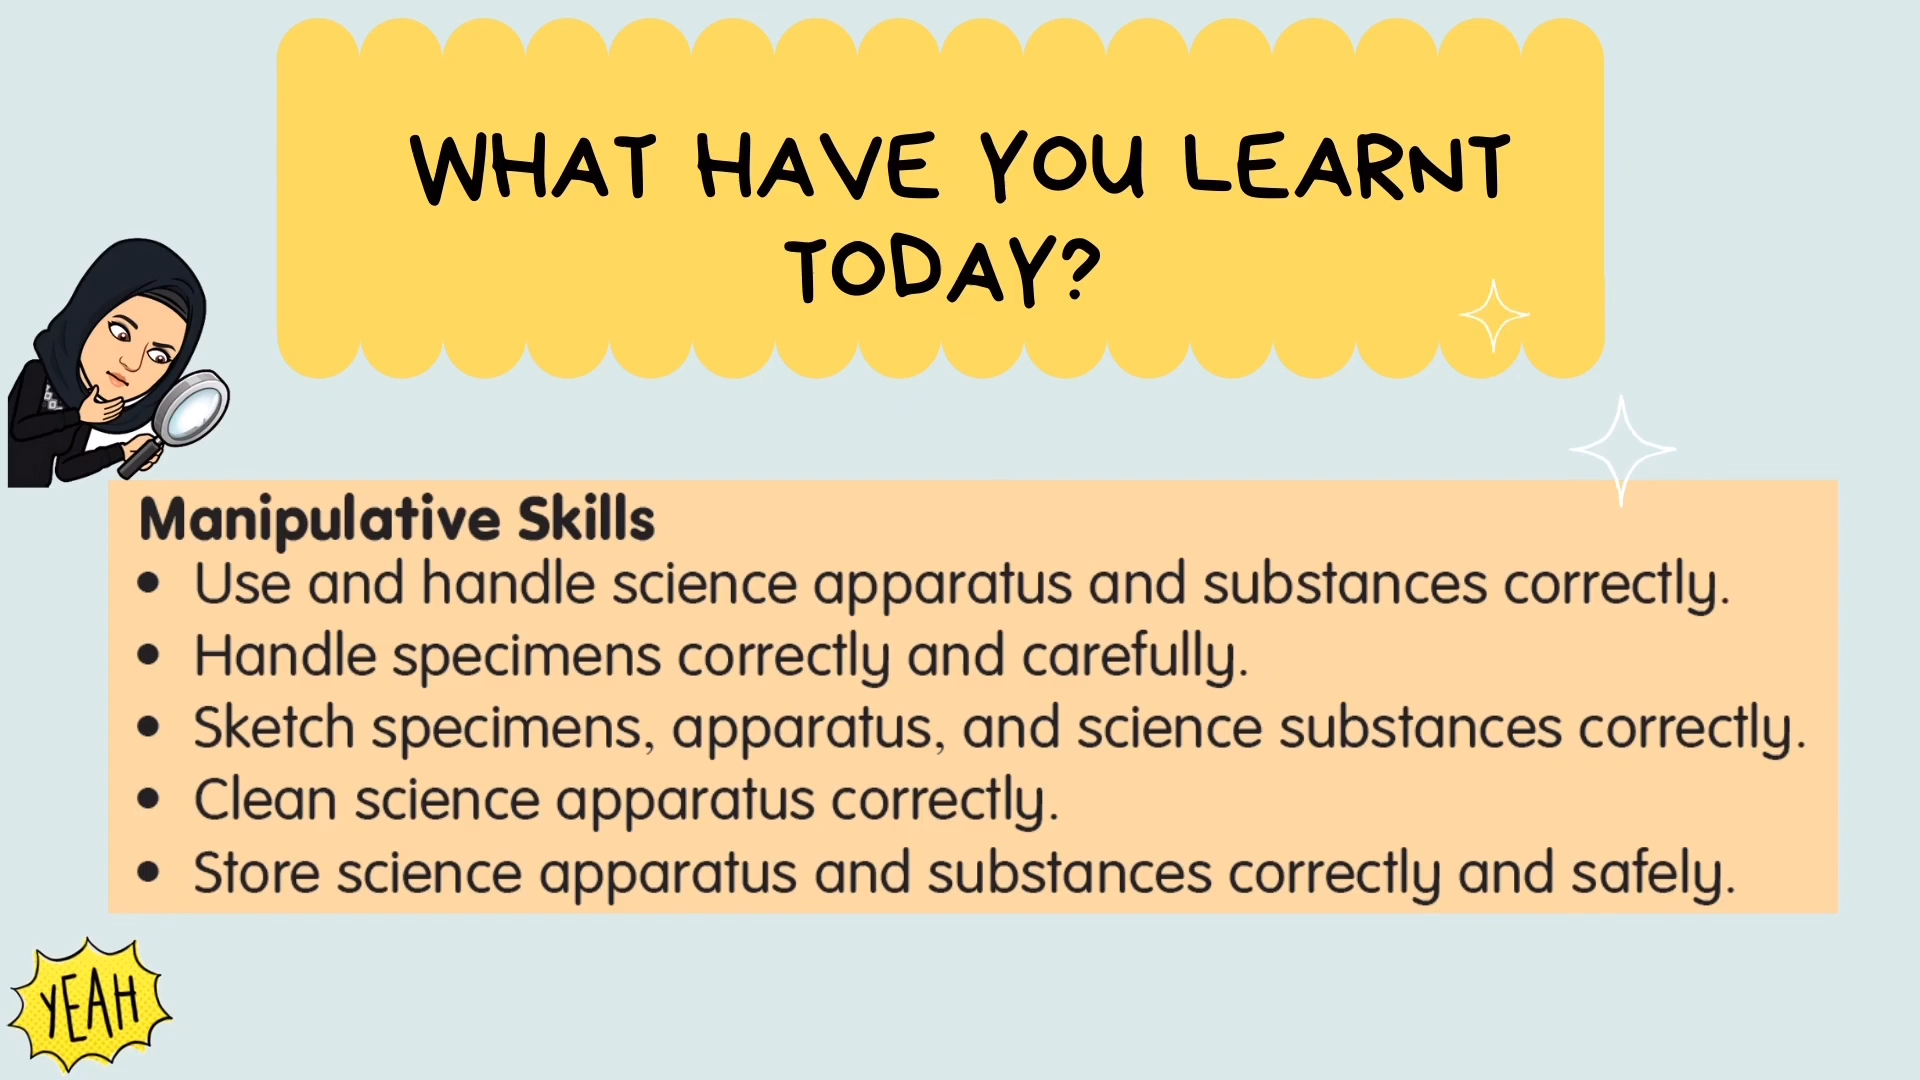 WHAT HAVE YOU LEARNT
TODAY?
Manipulative Skills
• Use and handle science apparatus and substances correctly.
• Handle specimens correctly and carefully.
• Sketch specimens, apparatus, and science substances correctly.
• Clean science apparatus correctly.
• Store science apparatus and substances correctly and safely.
YEAH